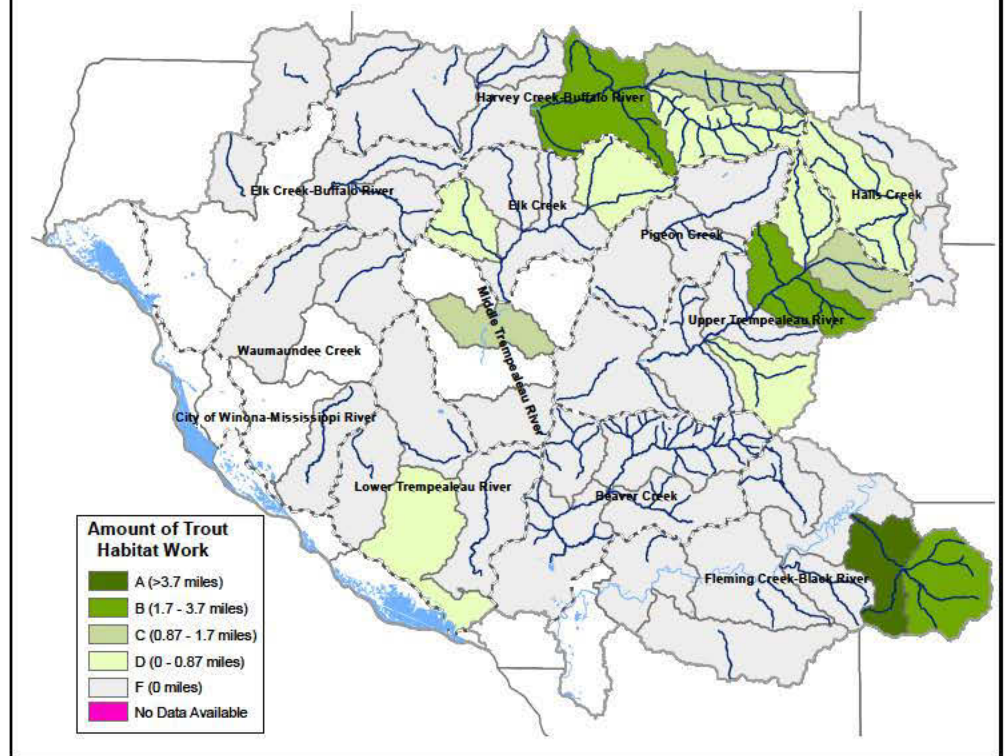 Harvey Creek-Buffalo River
Elk Creek-Buffalo River
Elk Creek
Halls Creek
Pigeon Creek
Middle Trempealeau River
Upper Trempealeau River
Waumaundee Creek
City of Winona-Mississippi River
Lower Trempealeau River
Beaver Creek
Fleming Creek-Black River
Amount of Trout
Habitat Work
A (>3.7 miles)
B (1.7 - 3.7 miles)
C (0.87 - 1.7 miles)
D (0 - 0.87 miles)
F (0 miles)
No Data Available